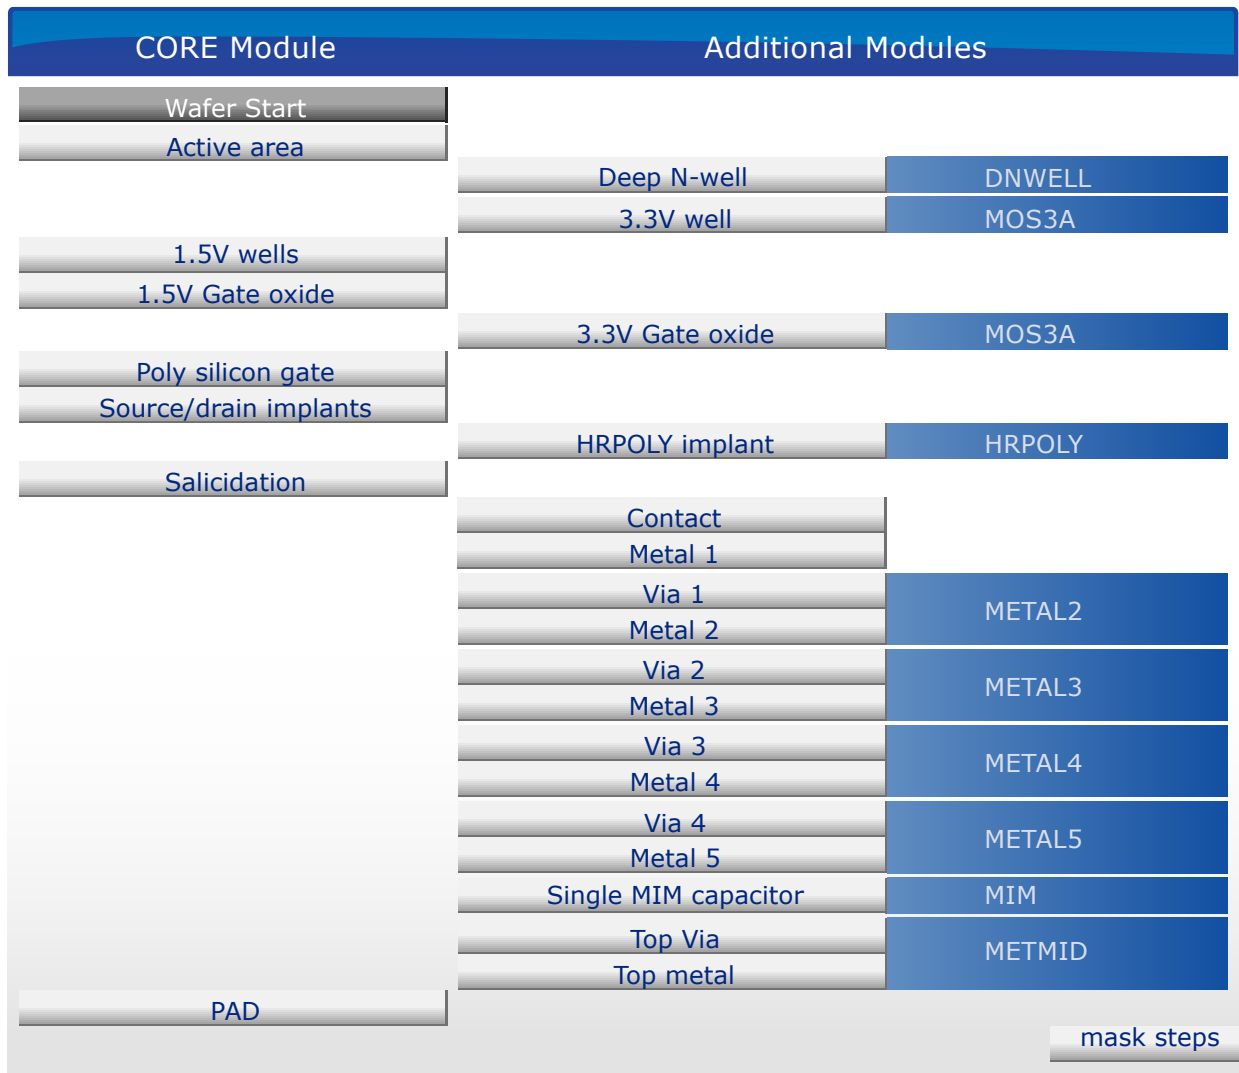 CORE Module Additional Modules
Wafer Start
Active area
Deep N-well DNWELL
3.3V well MOS3A
1.5V wells
1.5V Gate oxide
3.3V Gate oxide MOS3A
Poly silicon gate
Source/drain implants
HRPOLY implant HRPOLY
Salicidation
Contact
Metal 1
Via 1
METAL2
Metal 2
Via 2
METAL3
Metal 3
Via 3
METAL4
Metal 4
Via 4
METAL5
Metal 5
Single MIM capacitor MIM
Top Via
METMID
Top metal
PAD
mask steps